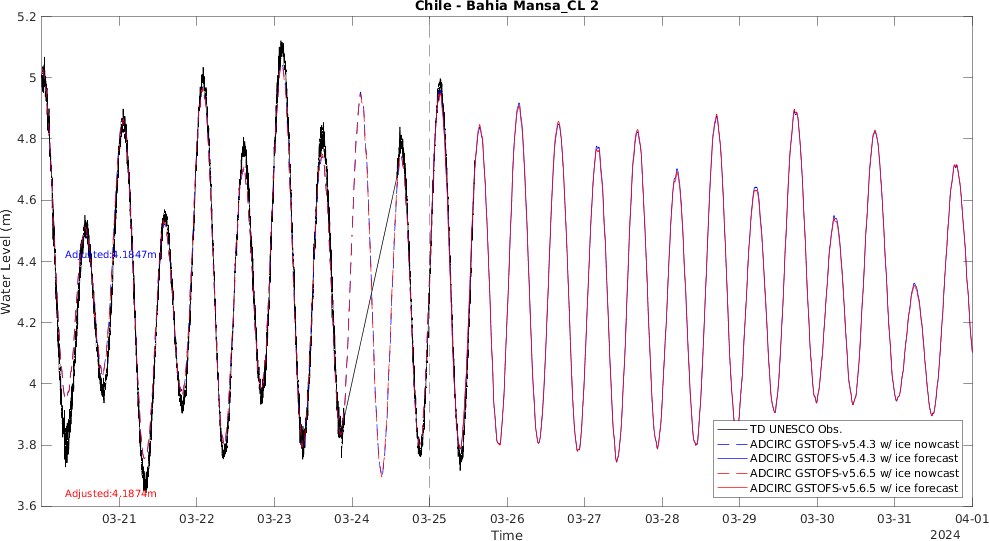 Chile - Bahia Mansa_CL 2
5.2
5
4.8
4.6
4.4
4.2
4
3.8
3.6
Water Level (m)
Adjusted:4.1847m
Adjusted:4.1874m
TD UNESCO Obs.
ADCIRC GSTOFS-v5.4.3 w/ ice nowcast
ADCIRC GSTOFS-v5.4.3 w/ ice forecast
ADCIRC GSTOFS-v5.6.5 w/ ice nowcast
ADCIRC GSTOFS-v5.6.5 w/ ice forecast
03-21 03-22 03-23 03-24 03-25 03-26 03-27 03-28 03-29 03-30 03-31 04-01
Time
2024